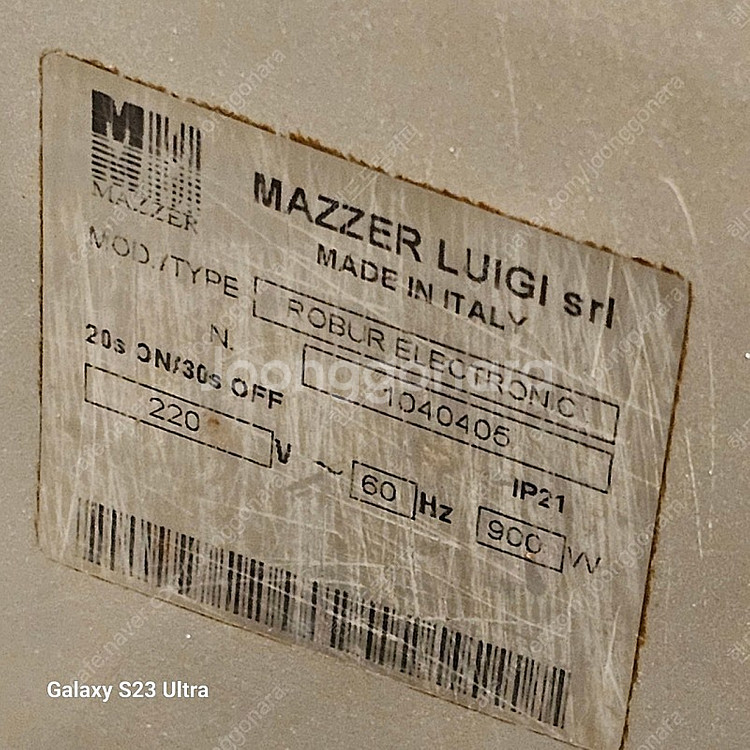 MAZZER
MAZZER LUIGI srl
MADE IN ITALY
MOD./TYPE ROBUR ELECTRONIC
N. 1040405
20s ON/30s OFF
220 V ~ 60 Hz IP21 900 W
joonggonara
Galaxy S23 Ultra